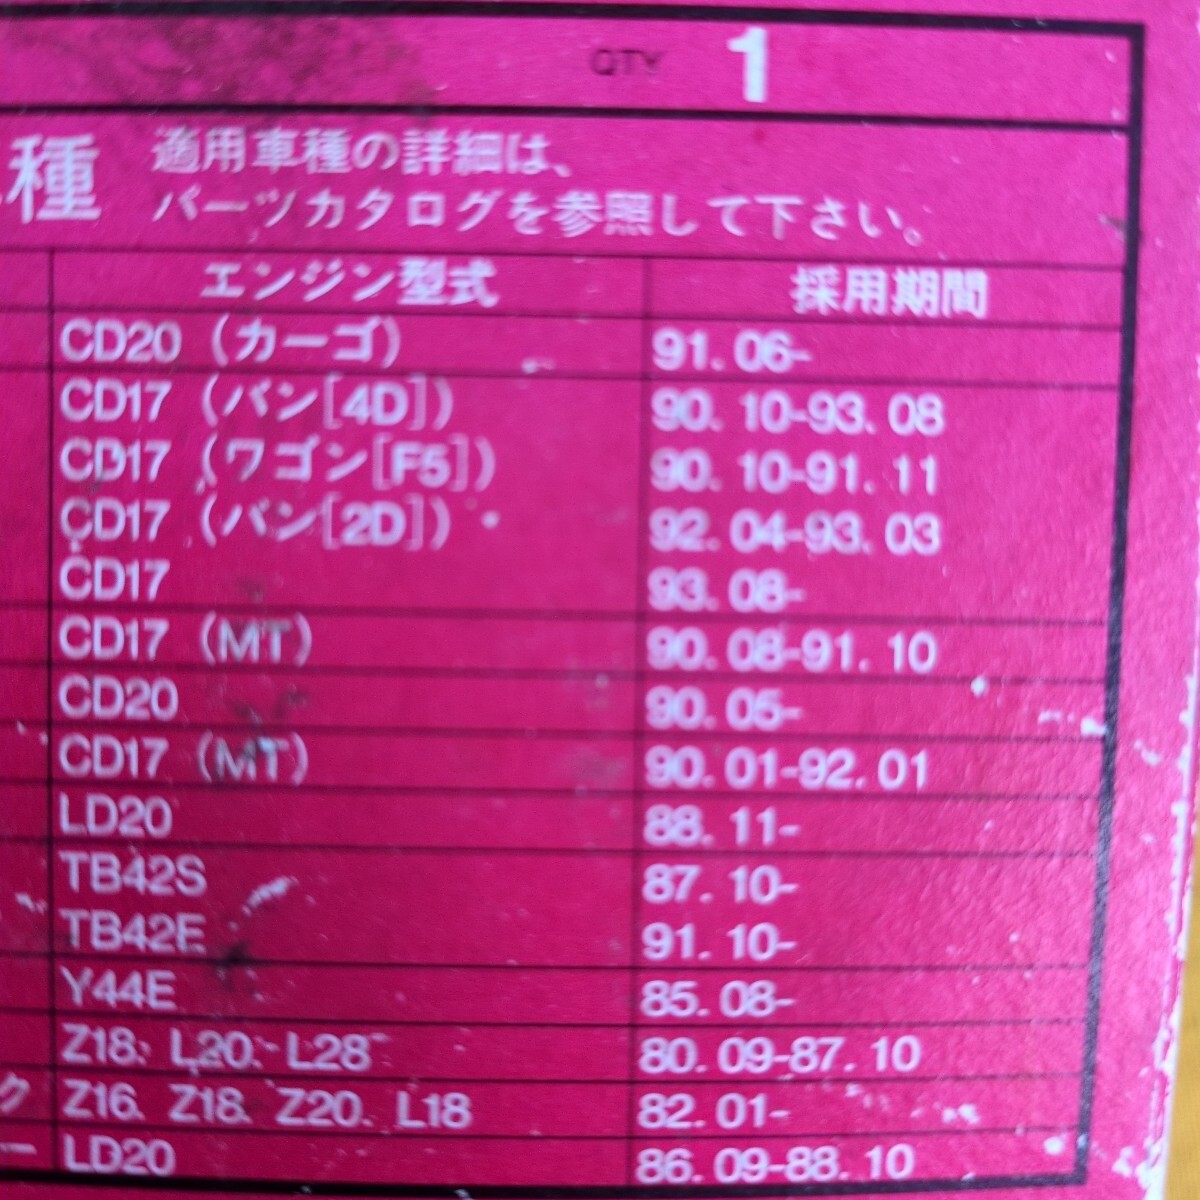 QTY 1
種 適用車種の詳細は、
パーツカタログを参照して下さい。
エンジン型式 採用期間
CD20 (カーゴ) 91. 06-
CD17 (バン[4D]) 90. 10-93. 08
CD17 (ワゴン[F5]) 90. 10-91. 11
CD17 (バン[2D]) 92. 04-93. 03
CD17 93. 08-
CD17 (MT) 90. 08-91. 10
CD20 90. 05-
CD17 (MT) 90. 01-92. 01
LD20 88. 11-
TB42S 87. 10-
TB42E 91. 10-
Y44E 85. 08-
Z18、L20、L28 80. 09-87. 10
ク Z16、Z18、Z20、L18 82. 01-
ー LD20 86. 09-88. 10